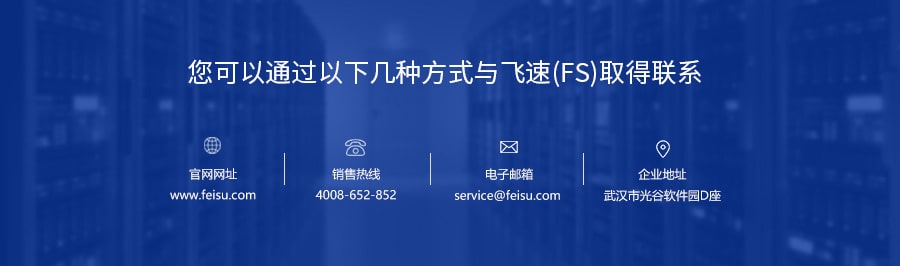 您可以通过以下几种方式与飞速(FS)取得联系
官网网址
www.feisu.com
销售热线
4008-652-852
电子邮箱
service@feisu.com
企业地址
武汉市光谷软件园D座